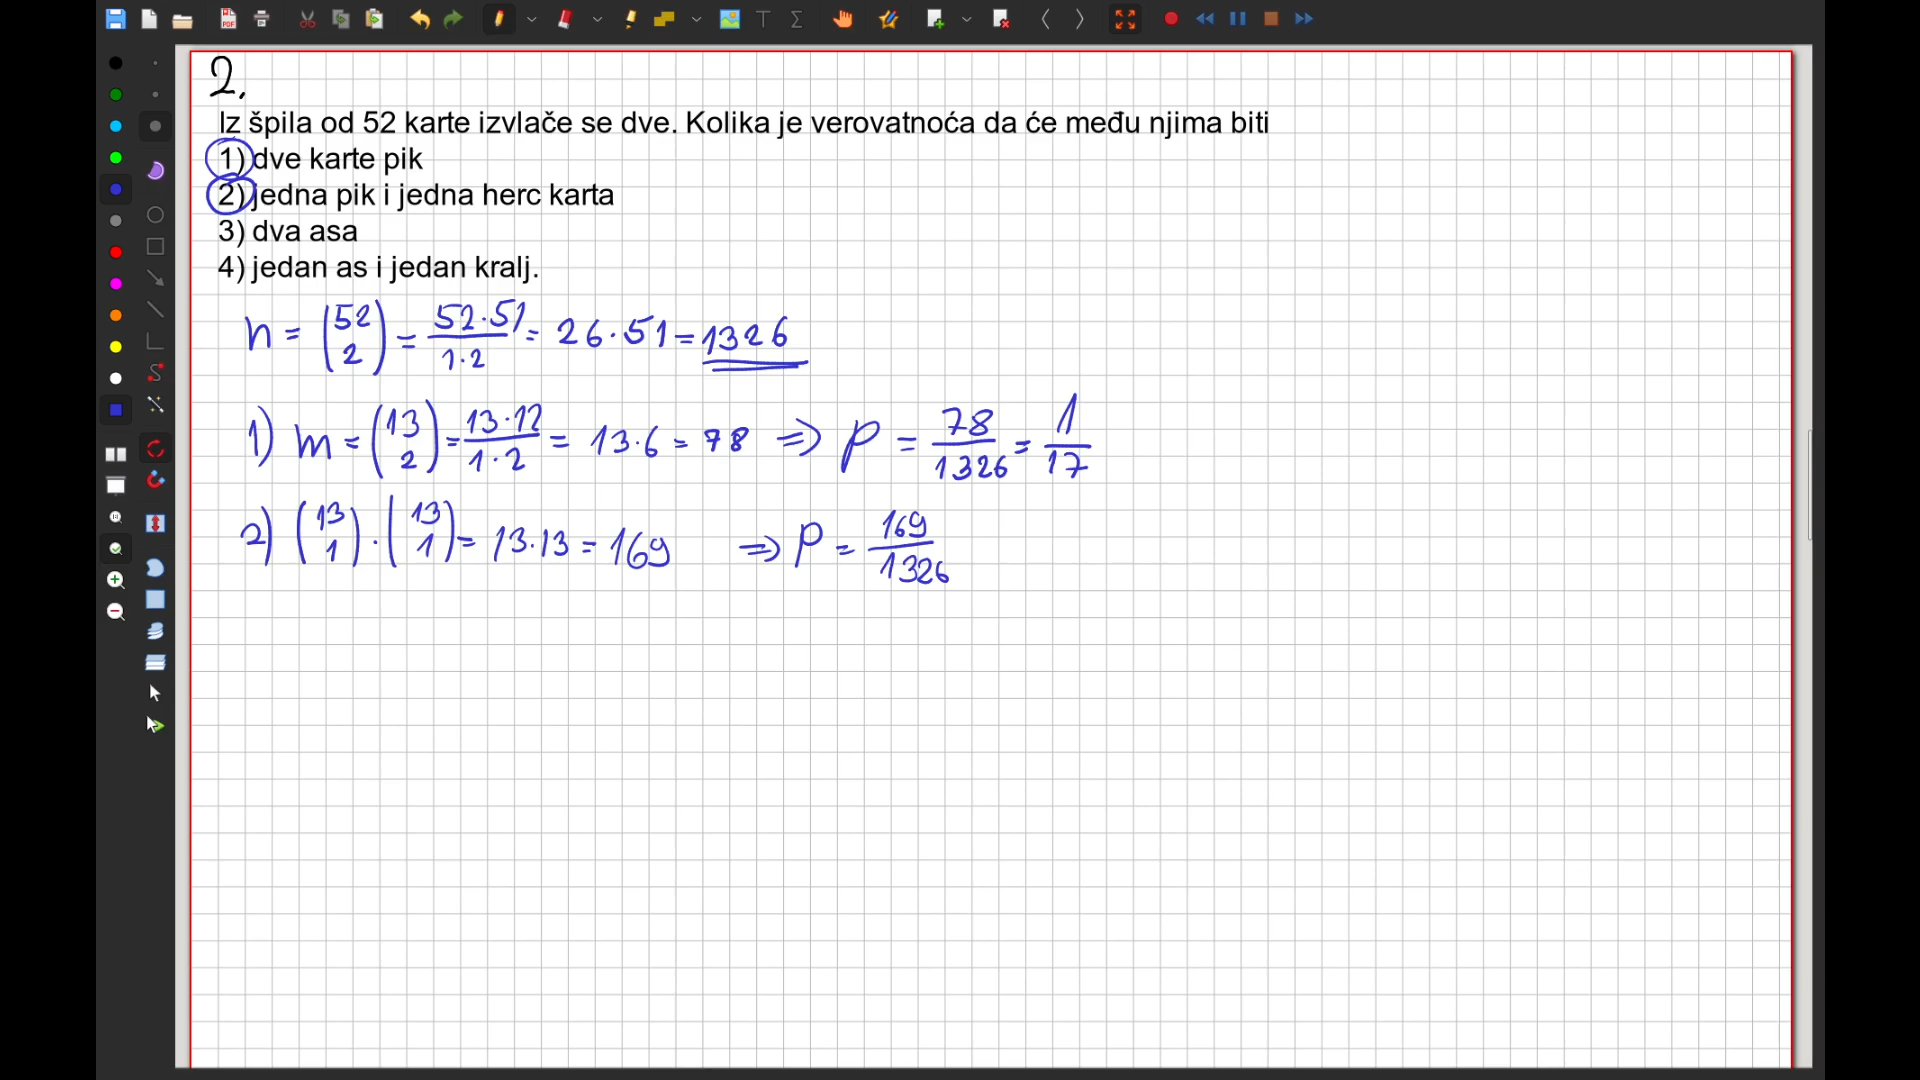 2.
Iz špila od 52 karte izvlače se dve. Kolika je verovatnoća da će među njima biti
1) dve karte pik
2) jedna pik i jedna herc karta
3) dva asa
4) jedan as i jedan kralj.
n = (52 2) = 52·51/1·2 = 26·51 = 1326
1) m = (13 2) = 13·12/1·2 = 13·6 = 78 ⇒ p = 78/1326 = 1/17
2) (13 1) · (13 1) = 13·13 = 169 ⇒ p = 169/1326